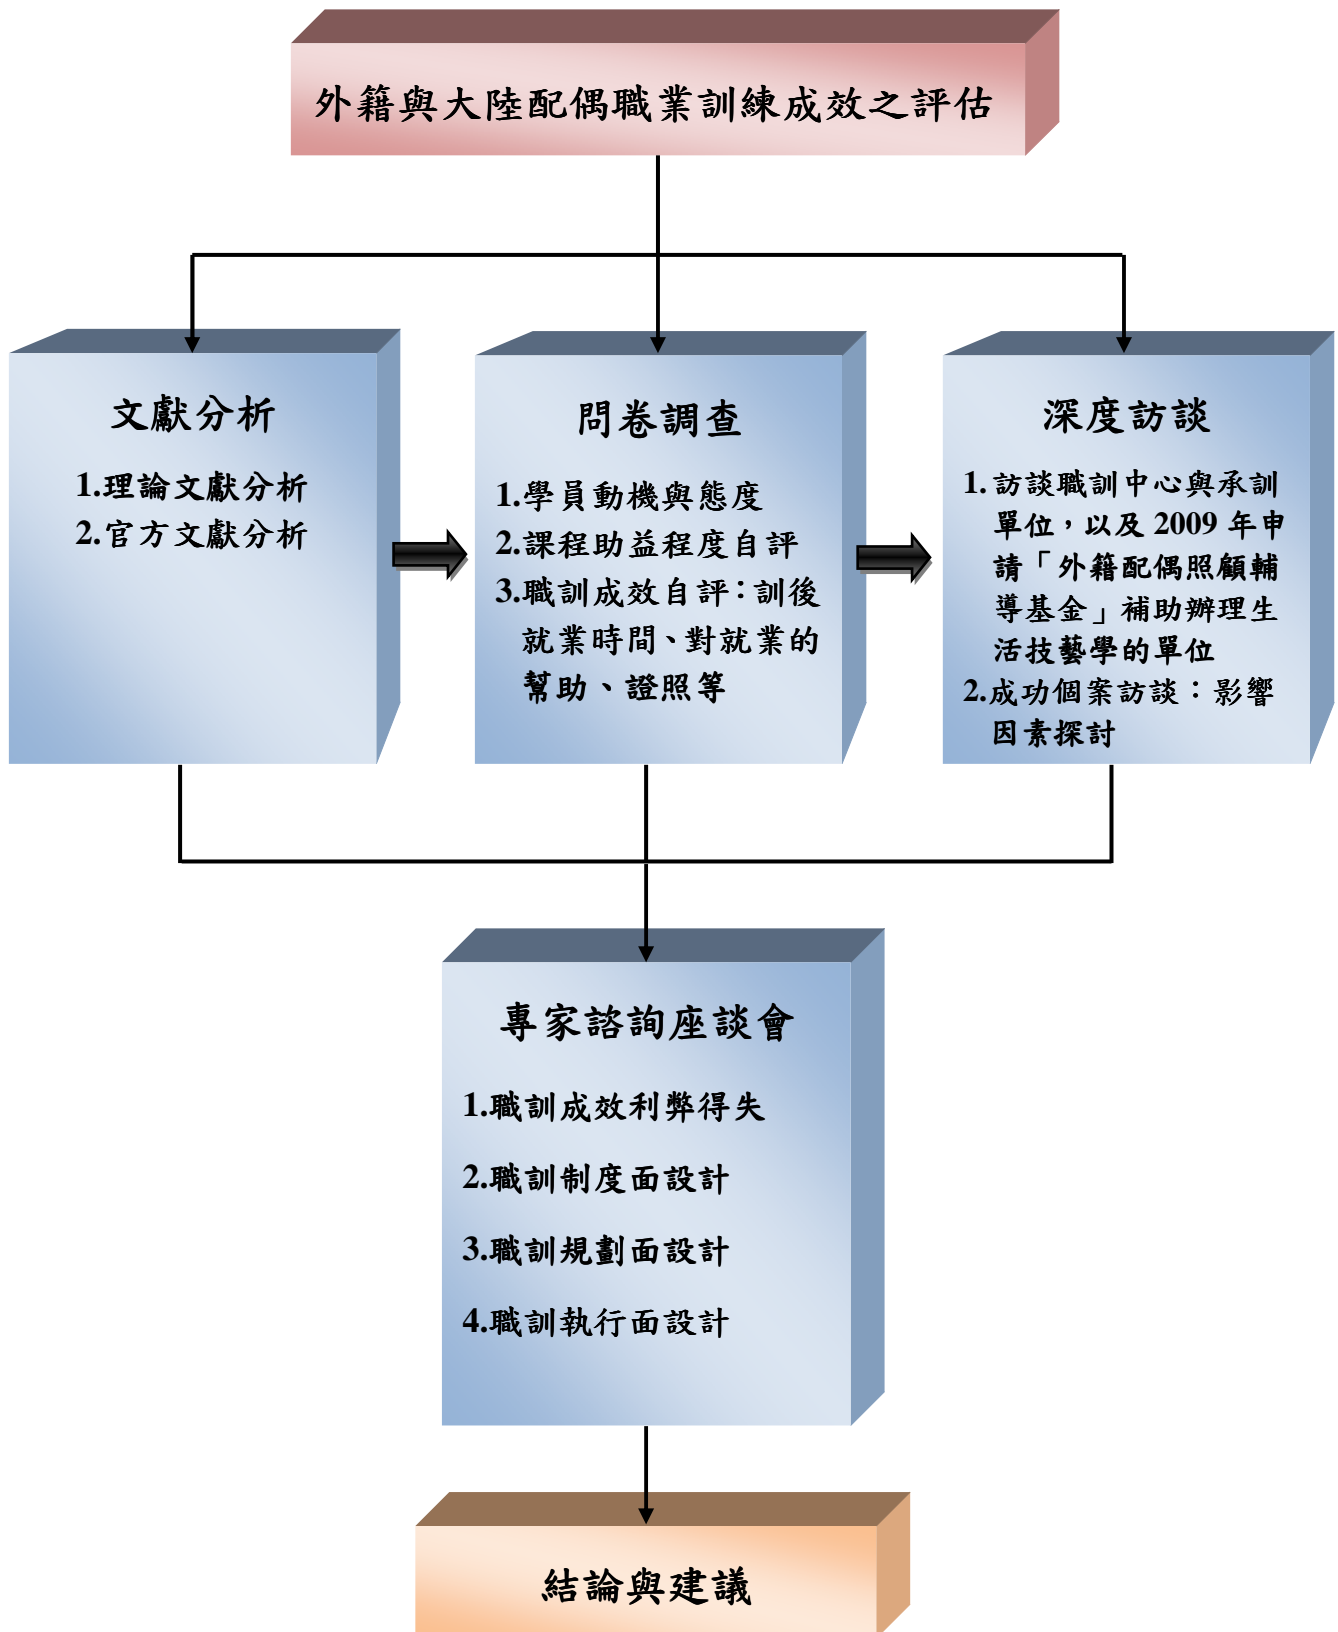 外籍與大陸配偶職業訓練成效之評估
文獻分析
1.理論文獻分析
2.官方文獻分析
問卷調查
1.學員動機與態度
2.課程助益程度自評
3.職訓成效自評：訓後
就業時間、對就業的
幫助、證照等
深度訪談
1.訪談職訓中心與承訓
單位，以及 2009 年申
請「外籍配偶照顧輔
導基金」補助辦理生
活技藝學的單位
2.成功個案訪談：影響
因素探討
專家諮詢座談會
1.職訓成效利弊得失
2.職訓制度面設計
3.職訓規劃面設計
4.職訓執行面設計
結論與建議